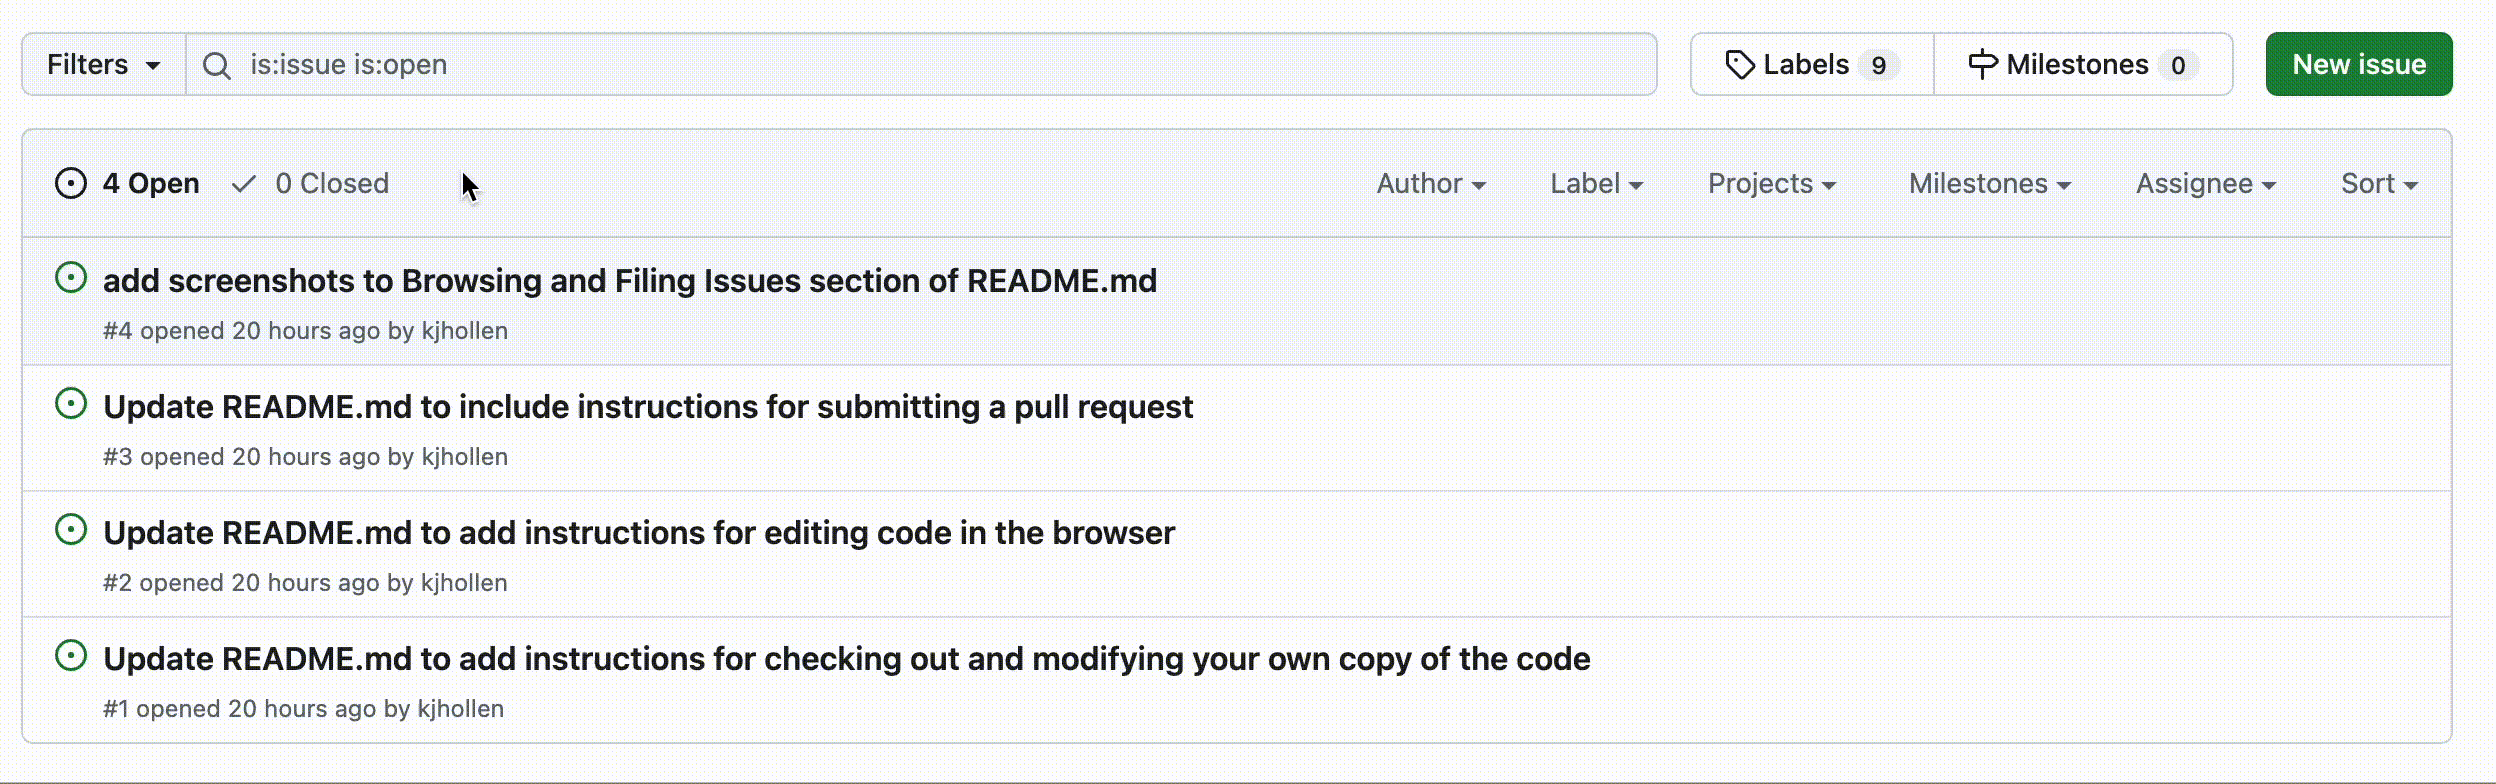 Filters is:issue is:open Labels 9 Milestones 0 New issue
4 Open 0 Closed Author Label Projects Milestones Assignee Sort
add screenshots to Browsing and Filing Issues section of README.md
#4 opened 20 hours ago by kjhollen
Update README.md to include instructions for submitting a pull request
#3 opened 20 hours ago by kjhollen
Update README.md to add instructions for editing code in the browser
#2 opened 20 hours ago by kjhollen
Update README.md to add instructions for checking out and modifying your own copy of the code
#1 opened 20 hours ago by kjhollen